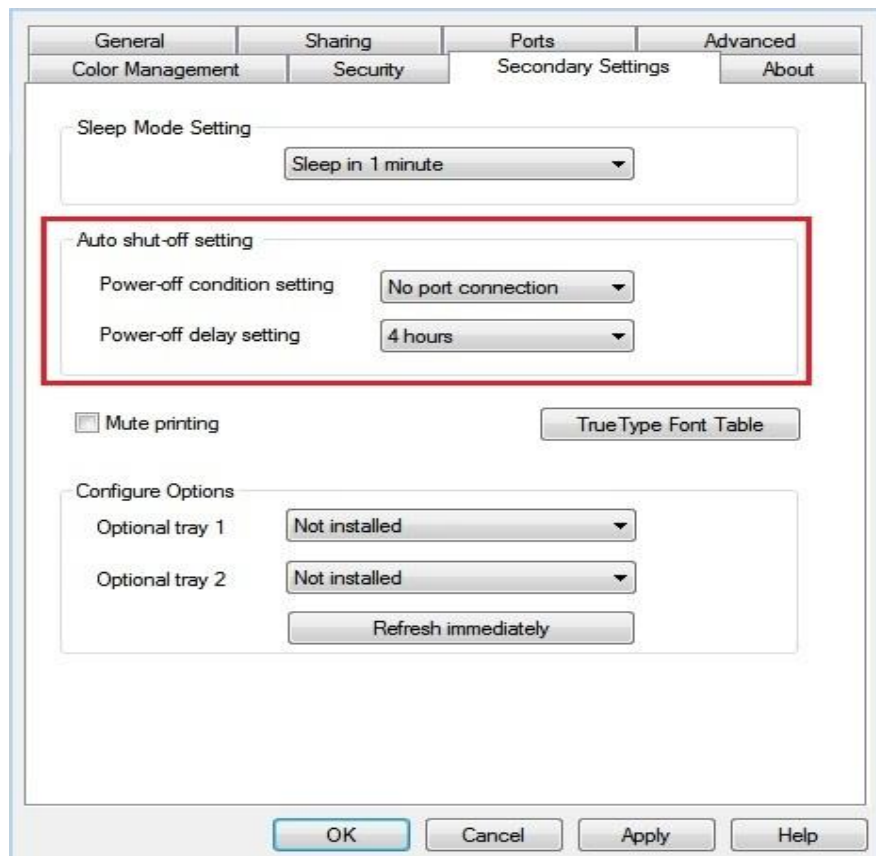 General Sharing Ports Advanced
Color Management Security Secondary Settings About
Sleep Mode Setting
Sleep in 1 minute
Auto shut-off setting
Power-off condition setting No port connection
Power-off delay setting 4 hours
Mute printing TrueType Font Table
Configure Options
Optional tray 1 Not installed
Optional tray 2 Not installed
Refresh immediately
OK Cancel Apply Help